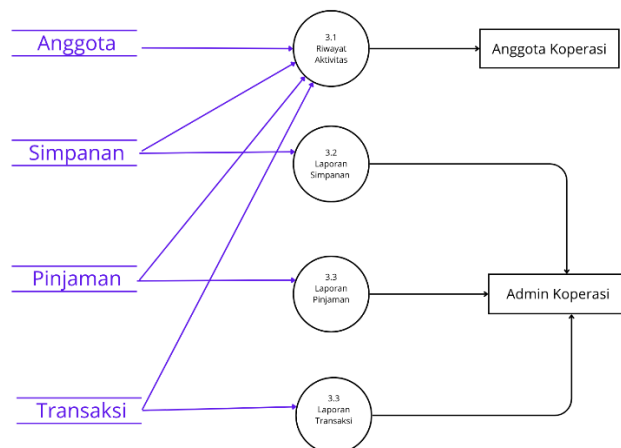 Anggota
3.1
Riwayat
Aktivitas
Anggota Koperasi
Simpanan
3.2
Laporan
Simpanan
Pinjaman
3.3
Laporan
Pinjaman
Admin Koperasi
Transaksi
3.3
Laporan
Transaksi